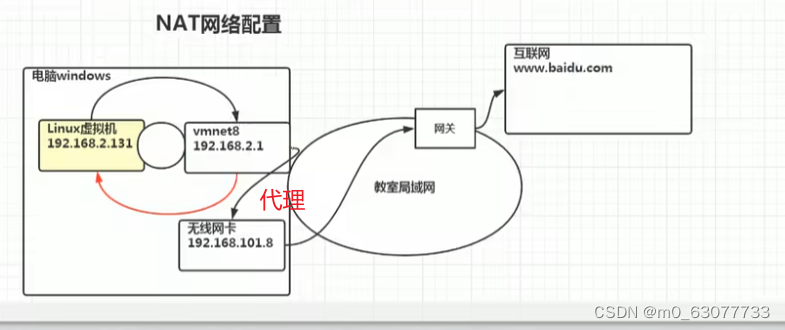 NAT网络配置
电脑windows
Linux虚拟机
192.168.2.131
vmnet8
192.168.2.1
代理
无线网卡
192.168.101.8
网关
教室局域网
互联网
www.baidu.com
CSDN @m0_63077733